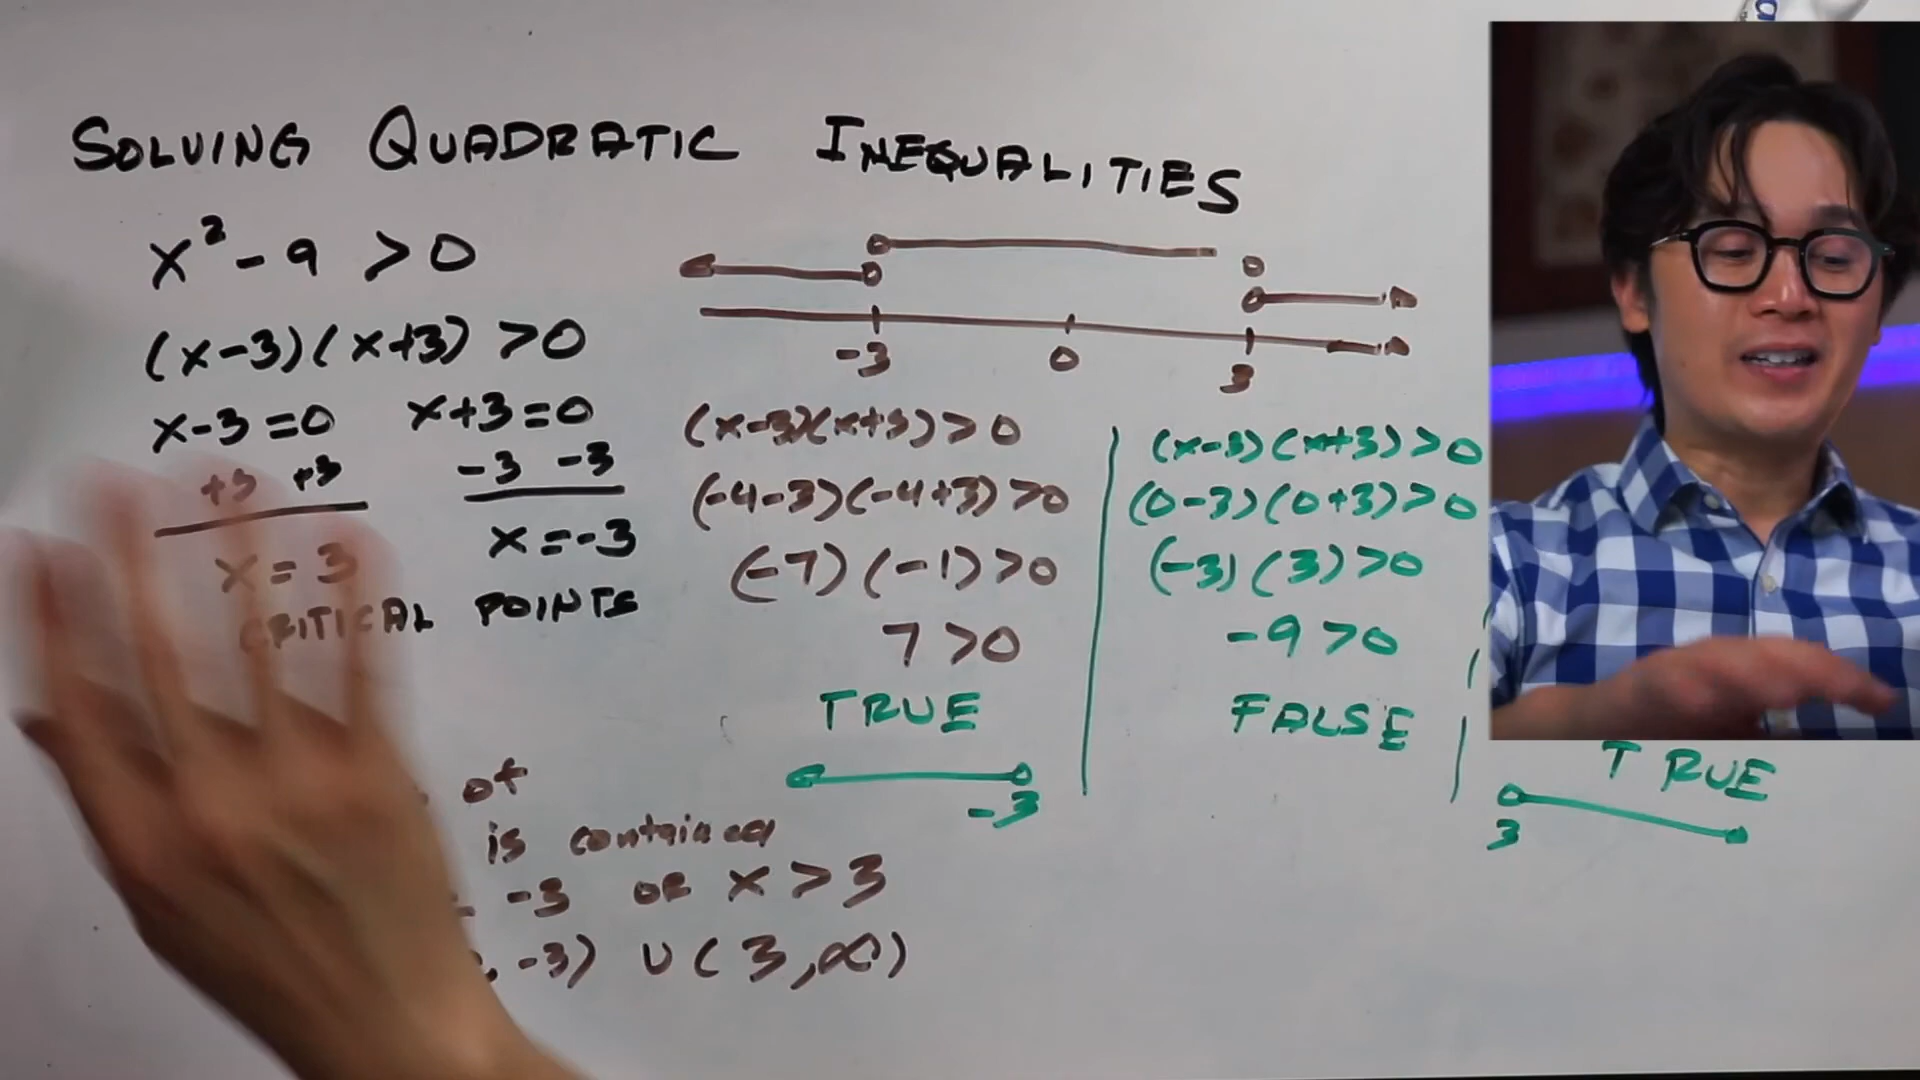 SOLVING QUADRATIC INEQUALITIES
x² - 9 > 0
(x-3)(x+3) > 0
x-3=0 x+3=0
+3 +3 -3 -3
x = 3 x = -3
CRITICAL POINTS
-3 0 3
(x-3)(x+3) > 0
(-4-3)(-4+3) > 0
(-7)(-1) > 0
7 > 0
TRUE
-3
(x-3)(x+3) > 0
(0-3)(0+3) > 0
(-3)(3) > 0
-9 > 0
FALSE
TRUE
3
of
is contained
-3 OR x > 3
, -3) ∪ (3, ∞)